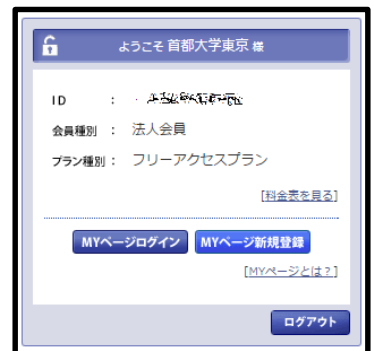 ようこそ 首都大学東京 様
ID :
会員種別 : 法人会員
プラン種別 : フリーアクセスプラン
[料金表を見る]
MYページログイン MYページ新規登録
[MYページとは？]
ログアウト